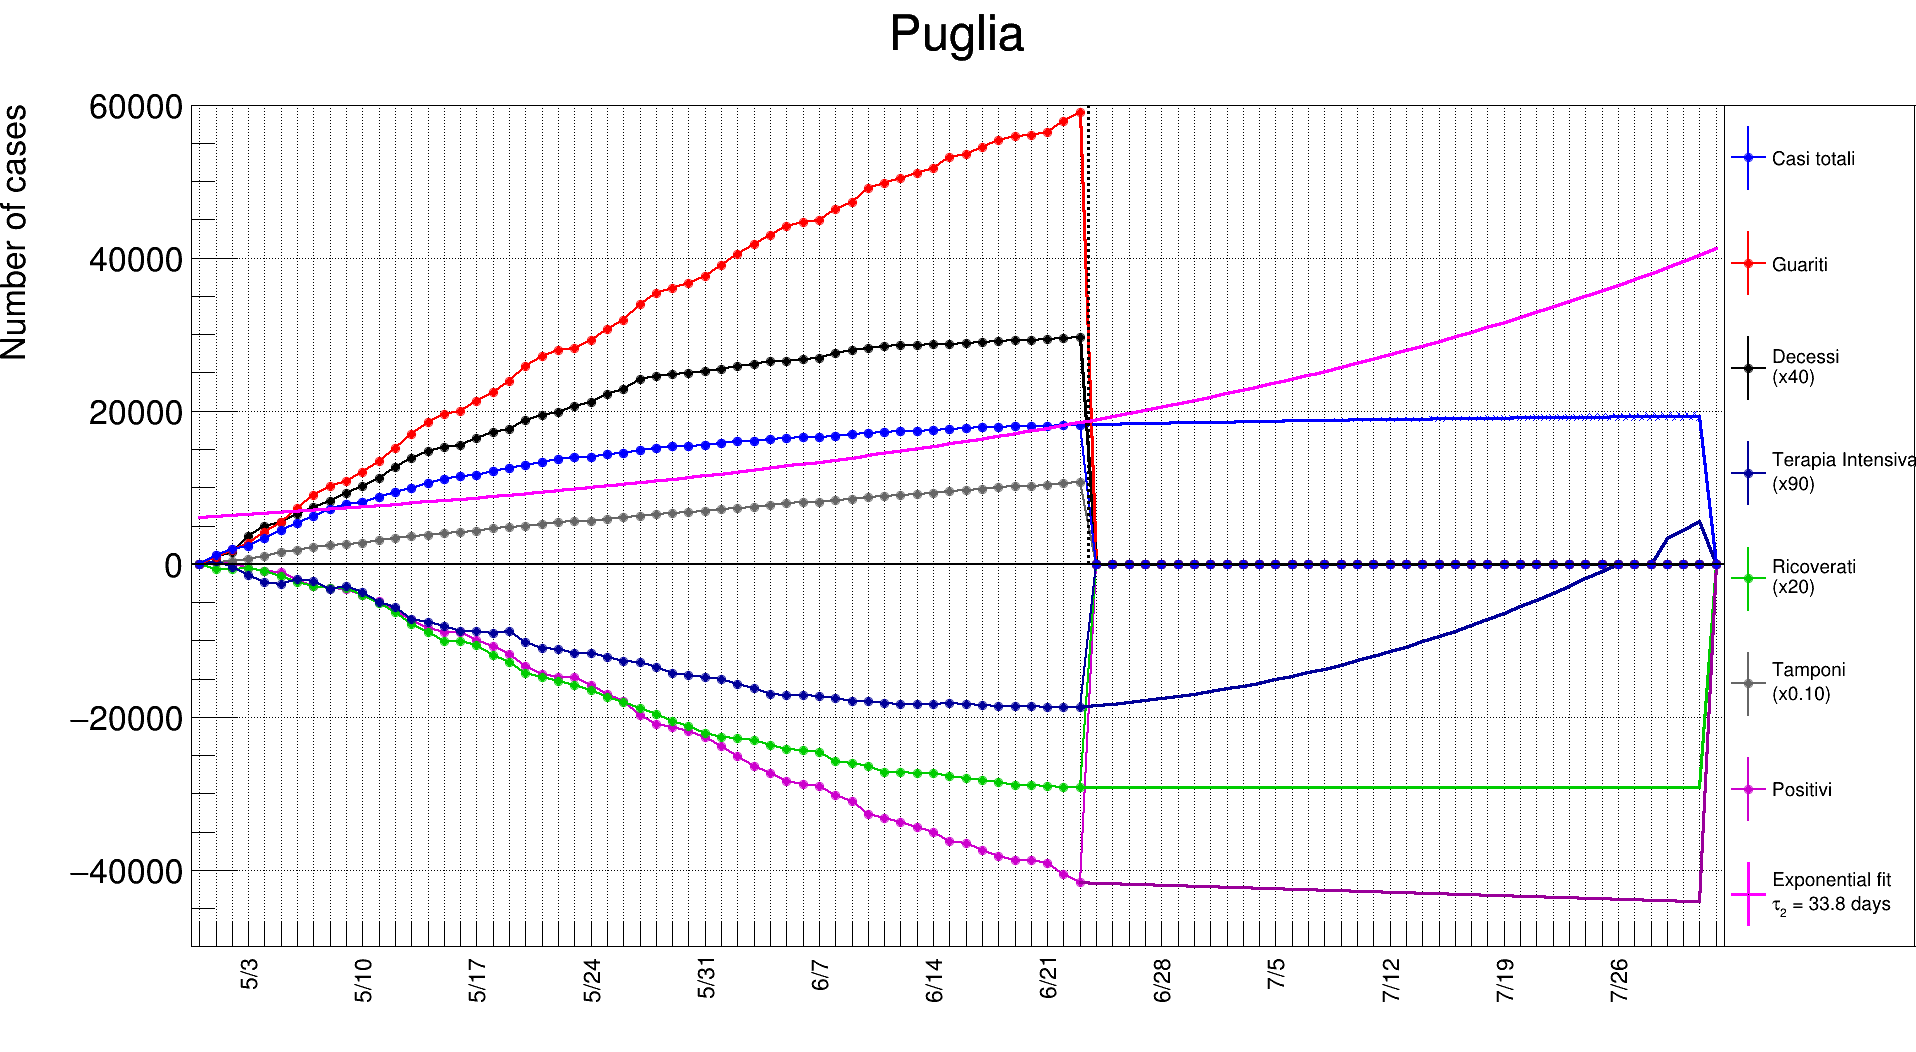 Puglia
Number of cases
60000
40000
20000
0
−20000
−40000
5/3
5/10
5/17
5/24
5/31
6/7
6/14
6/21
6/28
7/5
7/12
7/19
7/26
Casi totali
Guariti
Decessi
(x40)
Terapia Intensiva
(x90)
Ricoverati
(x20)
Tamponi
(x0.10)
Positivi
Exponential fit
τ2 = 33.8 days